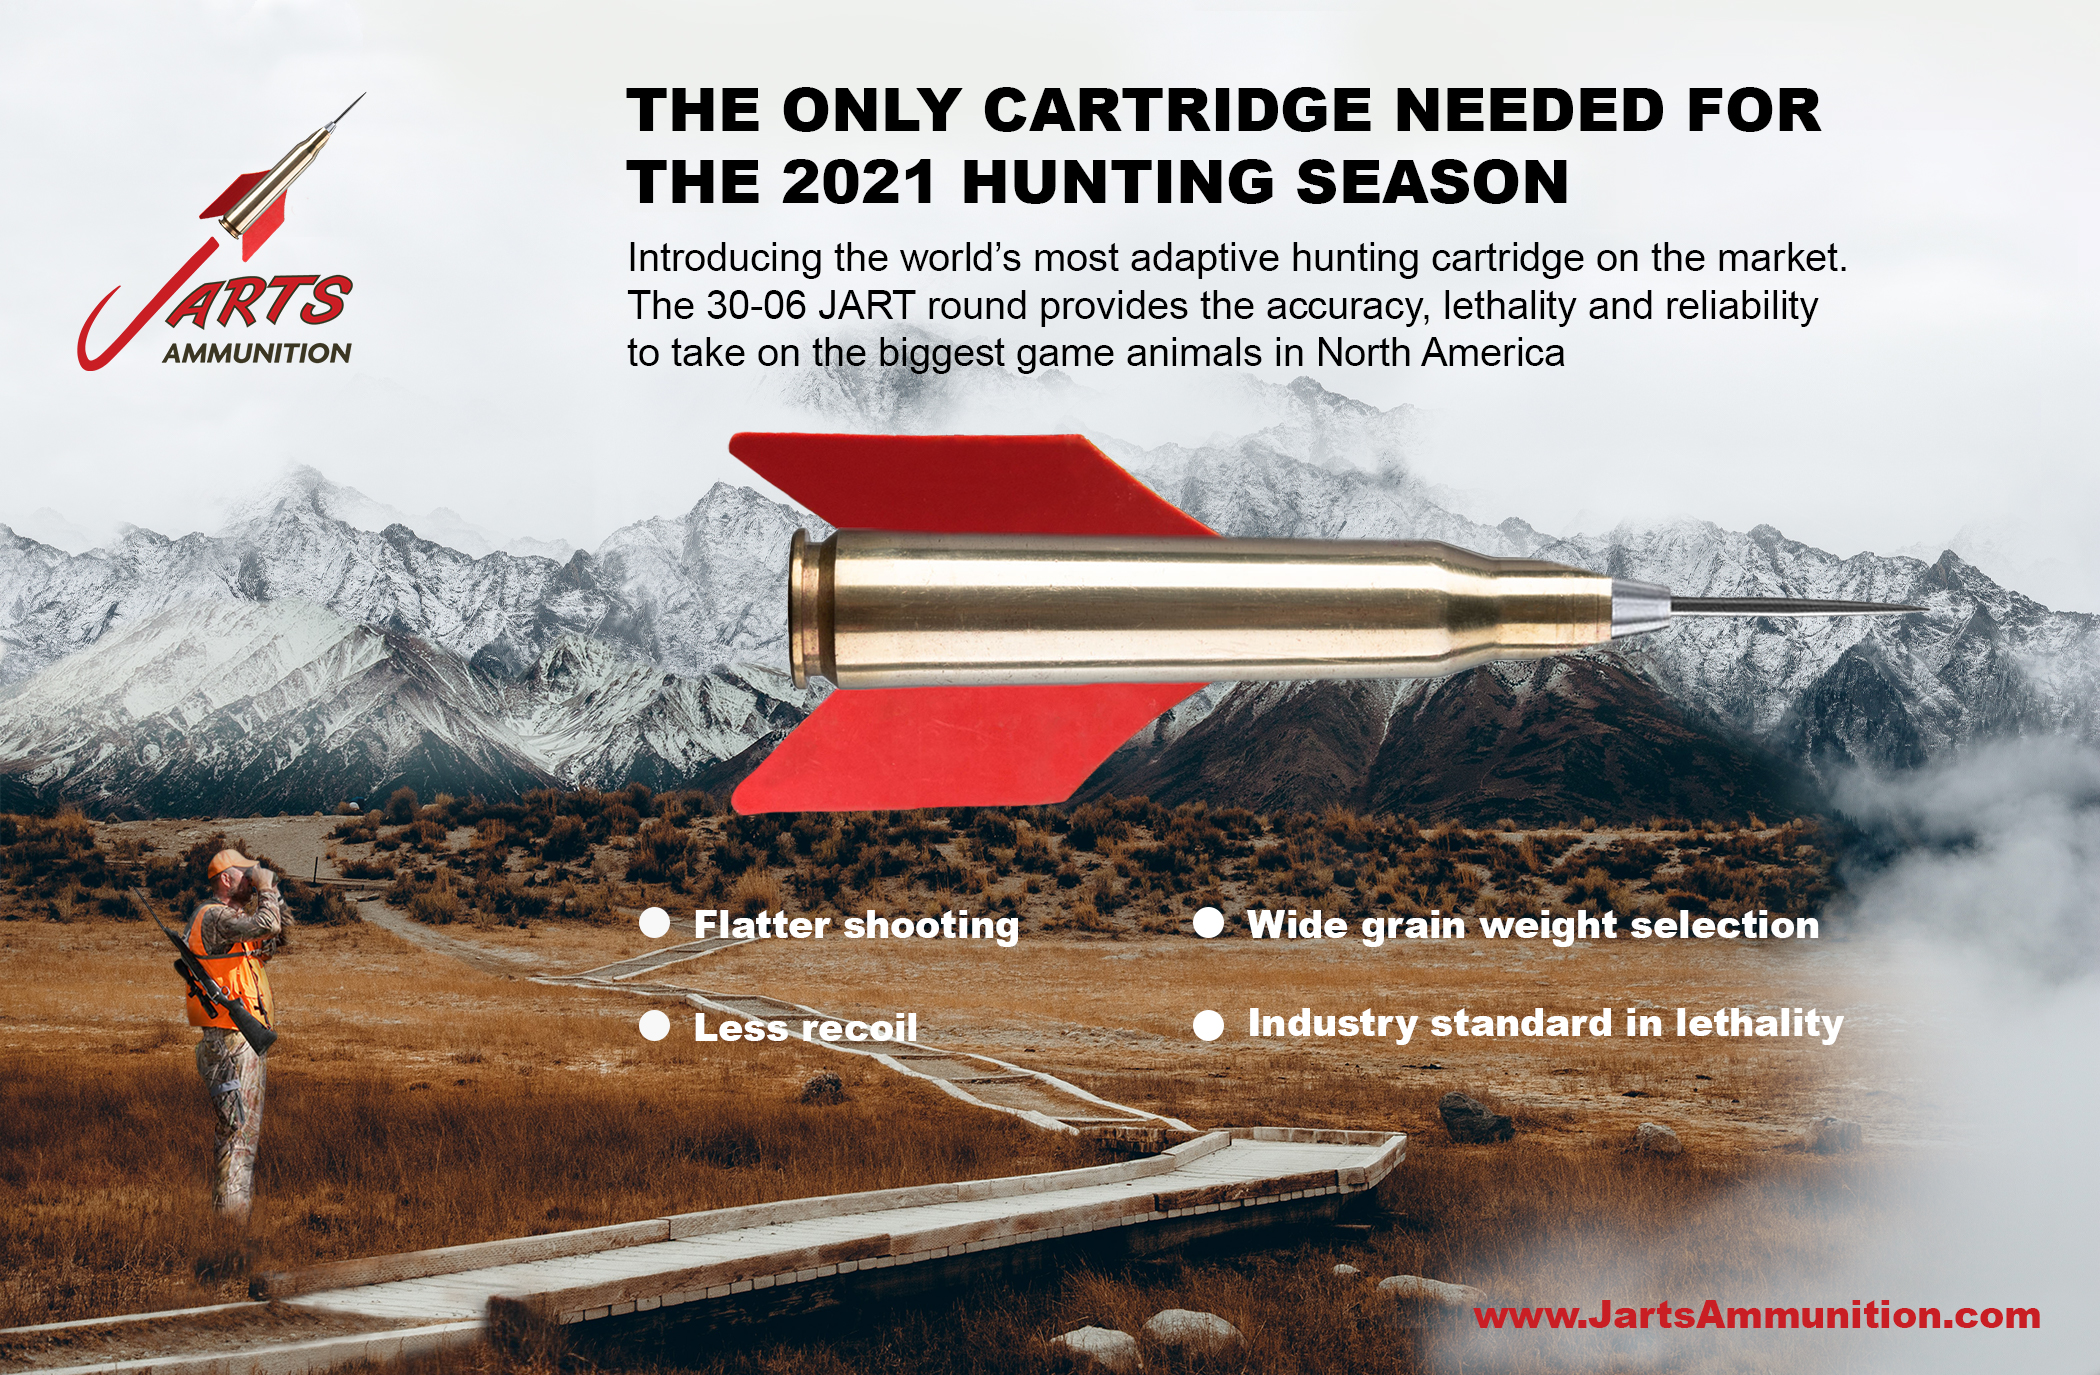 JARTS
AMMUNITION
THE ONLY CARTRIDGE NEEDED FOR
THE 2021 HUNTING SEASON
Introducing the world's most adaptive hunting cartridge on the market.
The 30-06 JART round provides the accuracy, lethality and reliability
to take on the biggest game animals in North America
Flatter shooting
Wide grain weight selection
Less recoil
Industry standard in lethality
www.JartsAmmunition.com